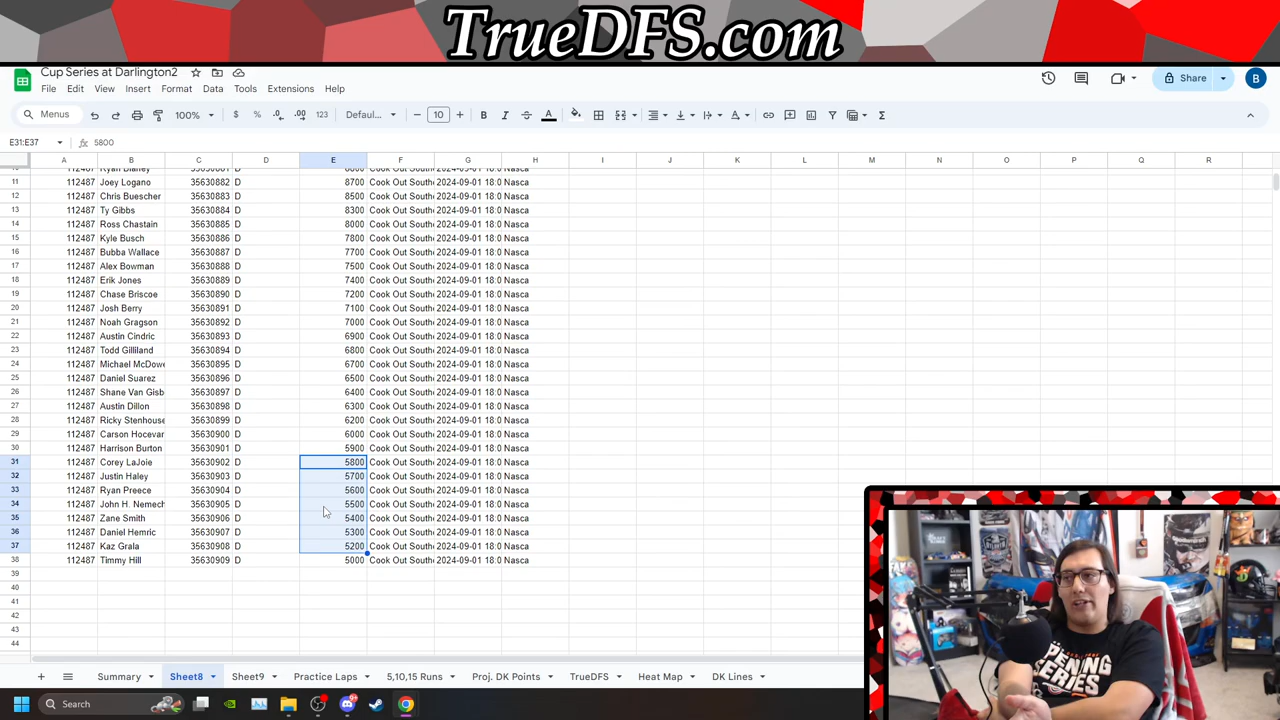 TrueDFS.com
Cup Series at Darlington2
File Edit View Insert Format Data Tools Extensions Help
Share
B
Menus 100% $ % .0 .00 123 Defaul... 10 B I A
E31:E37 fx 5800
A B C D E F G H I J K L M N O P Q R
11 112487 Joey Logano 35630882 D 8700 Cook Out South 2024-09-01 18:0 Nasca
12 112487 Chris Buescher 35630883 D 8500 Cook Out South 2024-09-01 18:0 Nasca
13 112487 Ty Gibbs 35630884 D 8300 Cook Out South 2024-09-01 18:0 Nasca
14 112487 Ross Chastain 35630885 D 8000 Cook Out South 2024-09-01 18:0 Nasca
15 112487 Kyle Busch 35630886 D 7800 Cook Out South 2024-09-01 18:0 Nasca
16 112487 Bubba Wallace 35630887 D 7700 Cook Out South 2024-09-01 18:0 Nasca
17 112487 Alex Bowman 35630888 D 7500 Cook Out South 2024-09-01 18:0 Nasca
18 112487 Erik Jones 35630889 D 7400 Cook Out South 2024-09-01 18:0 Nasca
19 112487 Chase Briscoe 35630890 D 7200 Cook Out South 2024-09-01 18:0 Nasca
20 112487 Josh Berry 35630891 D 7100 Cook Out South 2024-09-01 18:0 Nasca
21 112487 Noah Gragson 35630892 D 7000 Cook Out South 2024-09-01 18:0 Nasca
22 112487 Austin Cindric 35630893 D 6900 Cook Out South 2024-09-01 18:0 Nasca
23 112487 Todd Gilliland 35630894 D 6800 Cook Out South 2024-09-01 18:0 Nasca
24 112487 Michael McDowe 35630895 D 6700 Cook Out South 2024-09-01 18:0 Nasca
25 112487 Daniel Suarez 35630896 D 6500 Cook Out South 2024-09-01 18:0 Nasca
26 112487 Shane Van Gisb 35630897 D 6400 Cook Out South 2024-09-01 18:0 Nasca
27 112487 Austin Dillon 35630898 D 6300 Cook Out South 2024-09-01 18:0 Nasca
28 112487 Ricky Stenhouse 35630899 D 6200 Cook Out South 2024-09-01 18:0 Nasca
29 112487 Carson Hocevar 35630900 D 6000 Cook Out South 2024-09-01 18:0 Nasca
30 112487 Harrison Burton 35630901 D 5900 Cook Out South 2024-09-01 18:0 Nasca
31 112487 Corey LaJoie 35630902 D 5800 Cook Out South 2024-09-01 18:0 Nasca
32 112487 Justin Haley 35630903 D 5700 Cook Out South 2024-09-01 18:0 Nasca
33 112487 Ryan Preece 35630904 D 5600 Cook Out South 2024-09-01 18:0 Nasca
34 112487 John H. Nemech 35630905 D 5500 Cook Out South 2024-09-01 18:0 Nasca
35 112487 Zane Smith 35630906 D 5400 Cook Out South 2024-09-01 18:0 Nasca
36 112487 Daniel Hemric 35630907 D 5300 Cook Out South 2024-09-01 18:0 Nasca
37 112487 Kaz Grala 35630908 D 5200 Cook Out South 2024-09-01 18:0 Nasca
38 112487 Timmy Hill 35630909 D 5000 Cook Out South 2024-09-01 18:0 Nasca
39
40
41
42
43
44
OPENING
SERIES
Summary Sheet8 Sheet9 Practice Laps 5,10,15 Runs Proj. DK Points TrueDFS Heat Map DK Lines
Search